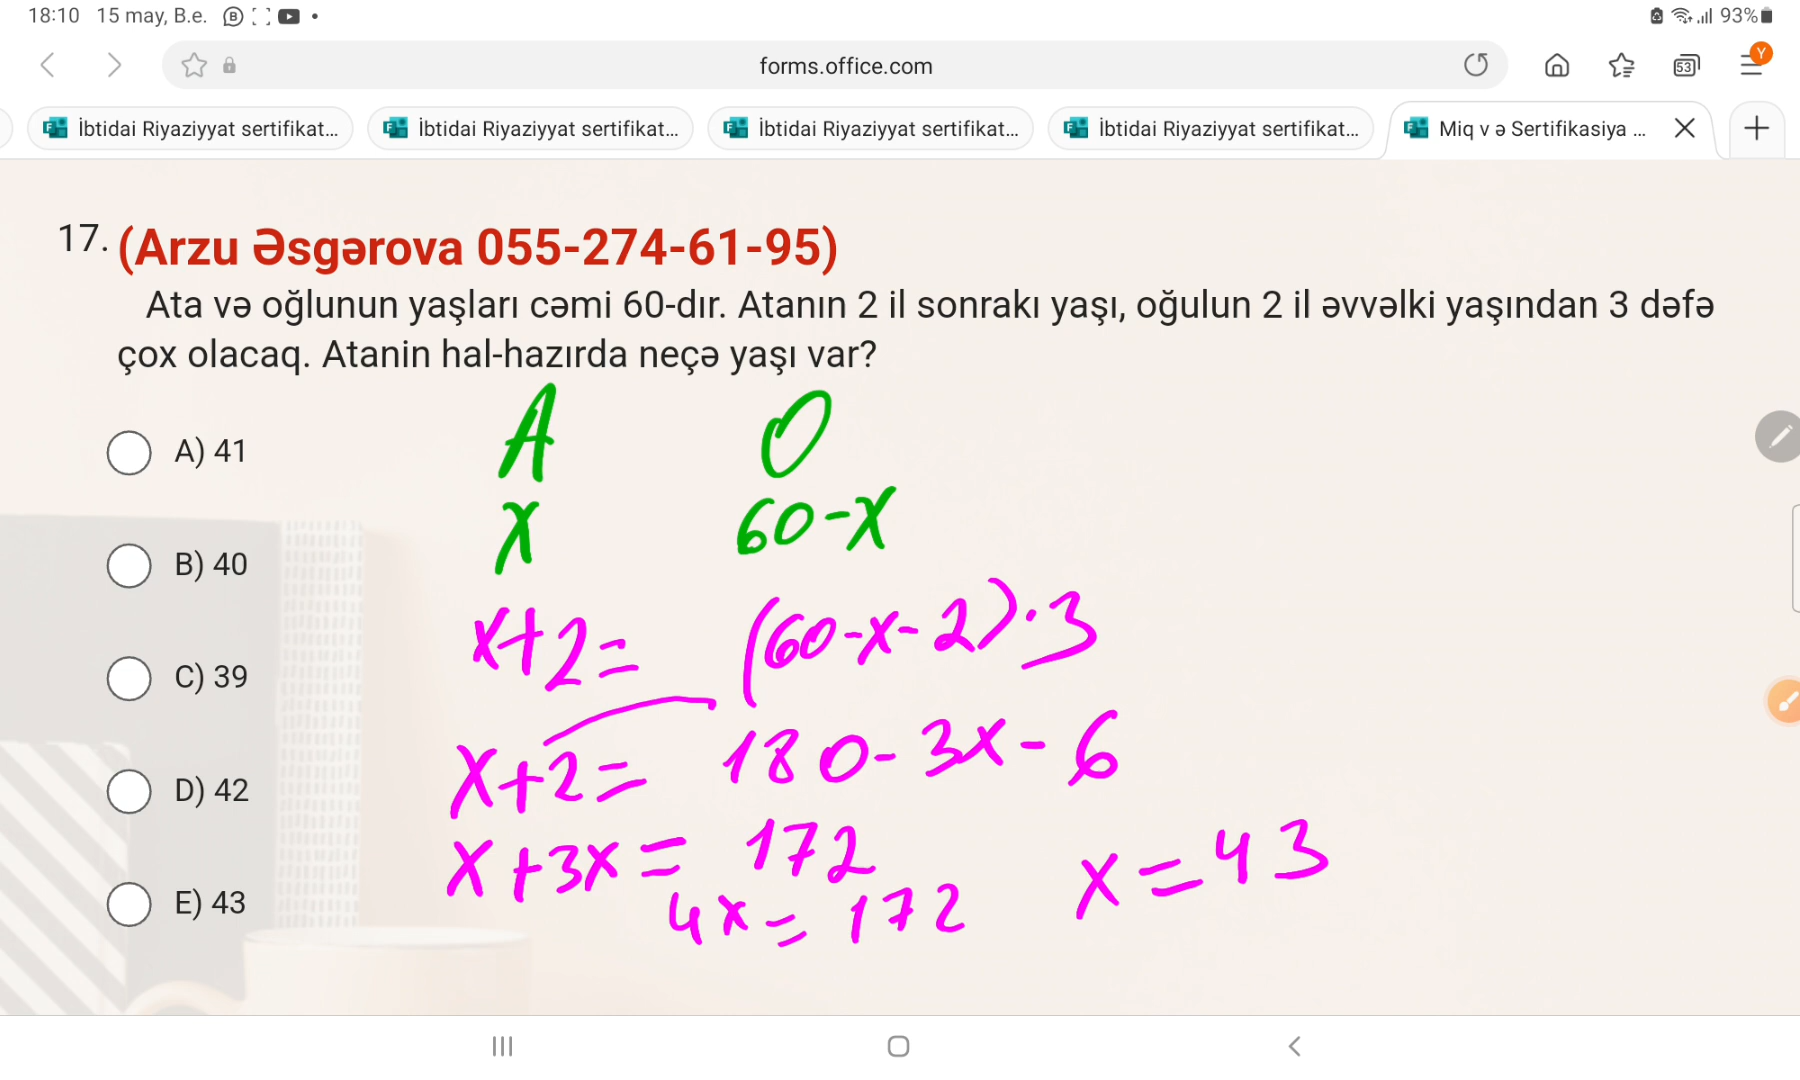 18:10 15 may, B.e.
93%
forms.office.com
53
Y
İbtidai Riyaziyyat sertifikat...
İbtidai Riyaziyyat sertifikat...
İbtidai Riyaziyyat sertifikat...
İbtidai Riyaziyyat sertifikat...
Miq v ə Sertifikasiya ...
17. (Arzu Əsgərova 055-274-61-95)
Ata və oğlunun yaşları cəmi 60-dır. Atanın 2 il sonrakı yaşı, oğulun 2 il əvvəlki yaşından 3 dəfə
çox olacaq. Atanin hal-hazırda neçə yaşı var?
A) 41
B) 40
C) 39
D) 42
E) 43
A O
x 60-x
x+2= (60-x-2)·3
x+2= 180-3x-6
x+3x= 172
4x=172
x=43